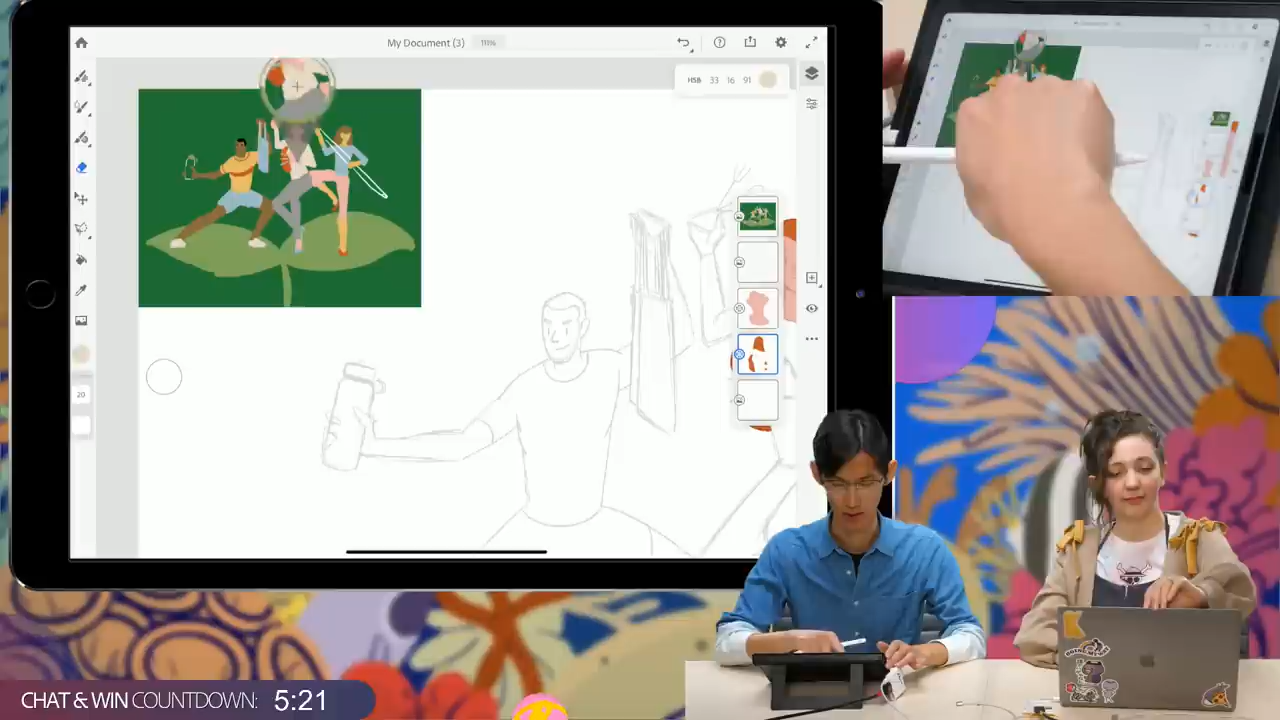 My Document (3) 111%
HSB 33 16 91
20
CHAT & WIN COUNTDOWN: 5:21